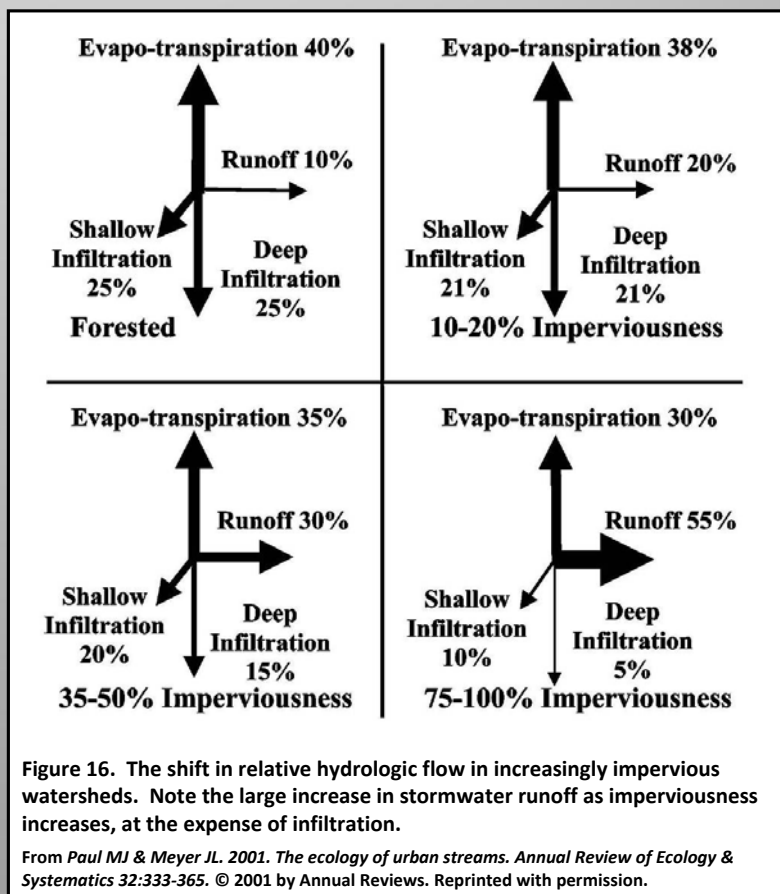 Evapo-transpiration 40%
Runoff 10%
Shallow
Infiltration
25%
Deep
Infiltration
25%
Forested
Evapo-transpiration 38%
Runoff 20%
Shallow
Infiltration
21%
Deep
Infiltration
21%
10-20% Imperviousness
Evapo-transpiration 35%
Runoff 30%
Shallow
Infiltration
20%
Deep
Infiltration
15%
35-50% Imperviousness
Evapo-transpiration 30%
Runoff 55%
Shallow
Infiltration
10%
Deep
Infiltration
5%
75-100% Imperviousness
Figure 16. The shift in relative hydrologic flow in increasingly impervious
watersheds. Note the large increase in stormwater runoff as imperviousness
increases, at the expense of infiltration.
From Paul MJ & Meyer JL. 2001. The ecology of urban streams. Annual Review of Ecology &
Systematics 32:333-365. © 2001 by Annual Reviews. Reprinted with permission.